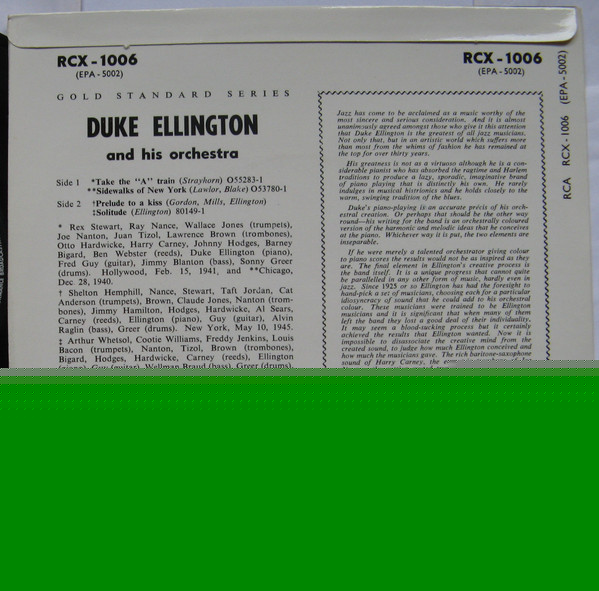 RCX-1006
(EPA-5002)
GOLD STANDARD SERIES
DUKE ELLINGTON
and his orchestra
Side 1 *Take the "A" train (Strayhorn) O55283-1
**Sidewalks of New York (Lawlor, Blake) O53780-1
Side 2 †Prelude to a kiss (Gordon, Mills, Ellington)
‡Solitude (Ellington) 80149-1
* Rex Stewart, Ray Nance, Wallace Jones (trumpets),
Joe Nanton, Juan Tizol, Lawrence Brown (trombones),
Otto Hardwicke, Harry Carney, Johnny Hodges, Barney
Bigard, Ben Webster (reeds), Duke Ellington (piano),
Fred Guy (guitar), Jimmy Blanton (bass), Sonny Greer
(drums). Hollywood, Feb. 15, 1941, and **Chicago,
Dec. 28, 1940.
† Shelton Hemphill, Nance, Stewart, Taft Jordan, Cat
Anderson (trumpets), Brown, Claude Jones, Nanton (trom-
bones), Jimmy Hamilton, Hodges, Hardwicke, Al Sears,
Carney (reeds), Ellington (piano), Guy (guitar), Alvin
Raglin (bass), Greer (drums). New York, May 10, 1945.
‡ Arthur Whetsol, Cootie Williams, Freddy Jenkins, Louis
Bacon (trumpets), Nanton, Tizol, Brown (trombones),
Bigard, Hodges, Hardwicke, Carney (reeds), Ellington
(piano), Guy (guitar), Wellman Braud (bass), Greer (drums),
RCX-1006
(EPA-5002)
Jazz has come to be acclaimed as a music worthy of the
most sincere and serious consideration. And it is almost
unanimously agreed amongst those who give it this attention
that Duke Ellington is the greatest of all jazz musicians.
Not only that, but in an artistic world which suffers more
than most from the whims of fashion he has remained at
the top for over thirty years.
His greatness is not as a virtuoso although he is a con-
siderable pianist who has absorbed the ragtime and Harlem
traditions to produce a lazy, sporadic, imaginative brand
of piano playing that is distinctly his own. He rarely
indulges in musical histrionics and he holds closely to the
warm, swinging tradition of the blues.
Duke's piano-playing is an accurate précis of his orch-
estral creation. Or perhaps that should be the other way
round—his writing for the band is an orchestrally coloured
version of the harmonic and melodic ideas that he conceives
at the piano. Whichever way it is put, the two elements are
inseparable.
If he were merely a talented orchestrator giving colour
to piano scores the results would not be as inspired as they
are. The final element in Ellington's creative process is
the band itself. It is a unique progress that cannot quite
be paralleled in any other form of music, hardly even in
jazz. Since 1925 or so Ellington has had the foresight to
hand-pick a set of musicians, choosing each for a particular
idiosyncrasy of sound that he could add to his orchestral
colour. These musicians were trained to be Ellington
musicians and it is significant that when many of them
left the band they lost a good deal of their individuality.
It may seem a blood-sucking process but it certainly
achieved the results that Ellington wanted. Now it is
impossible to dissociate the creative mind from the
created sound, to judge how much Ellington conceived and
how much the musicians gave. The rich baritone-saxophone
sound of Harry Carney, the
RCA RCX-1006 (EPA-5002)